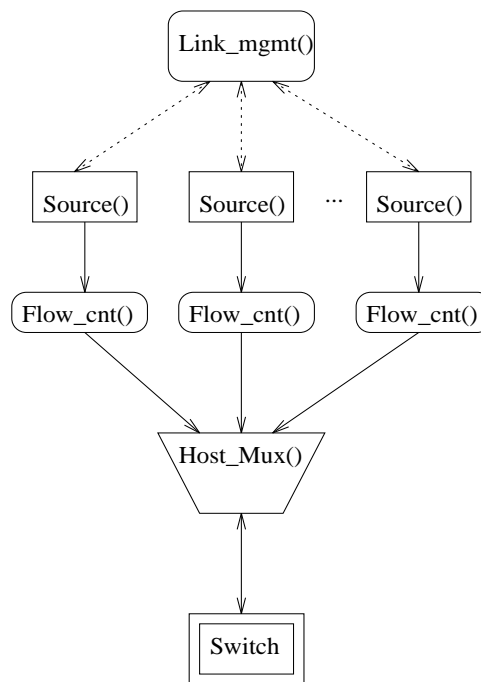 Link_mgmt()
Source()
Source()
...
Source()
Flow_cnt()
Flow_cnt()
Flow_cnt()
Host_Mux()
Switch